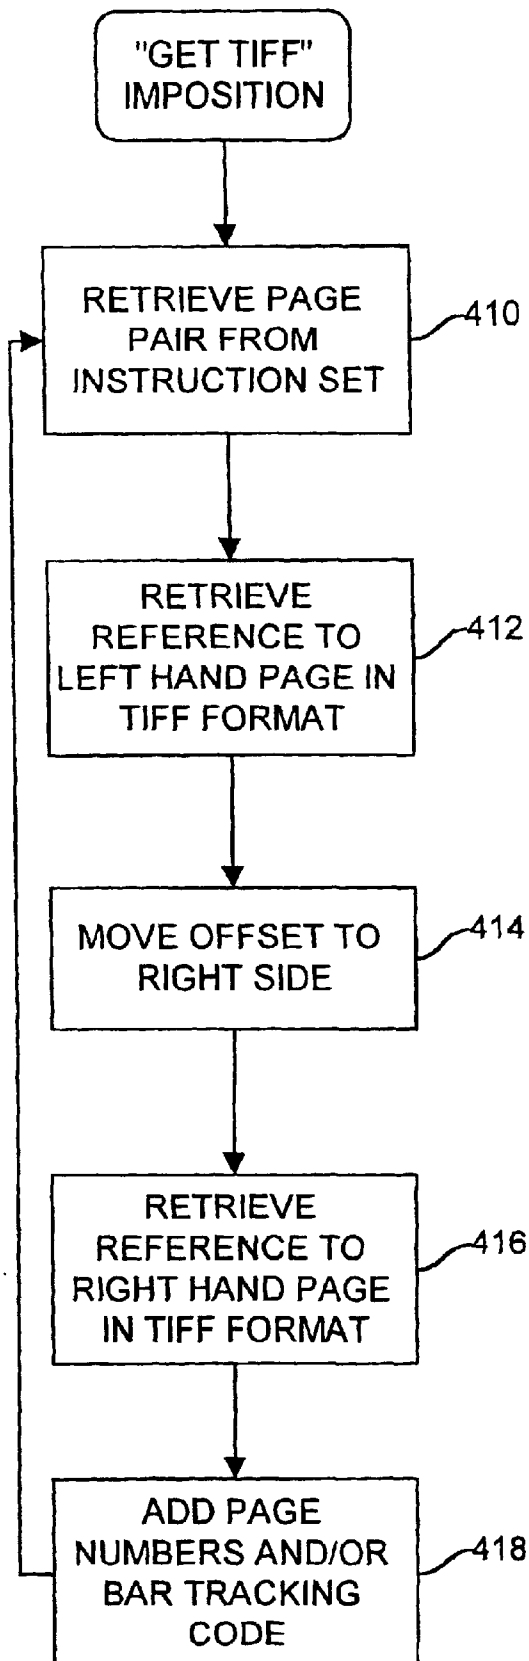 "GET TIFF"
IMPOSITION
RETRIEVE PAGE
PAIR FROM
INSTRUCTION SET
410
RETRIEVE
REFERENCE TO
LEFT HAND PAGE IN
TIFF FORMAT
412
MOVE OFFSET TO
RIGHT SIDE
414
RETRIEVE
REFERENCE TO
RIGHT HAND PAGE
IN TIFF FORMAT
416
ADD PAGE
NUMBERS AND/OR
BAR TRACKING
CODE
418